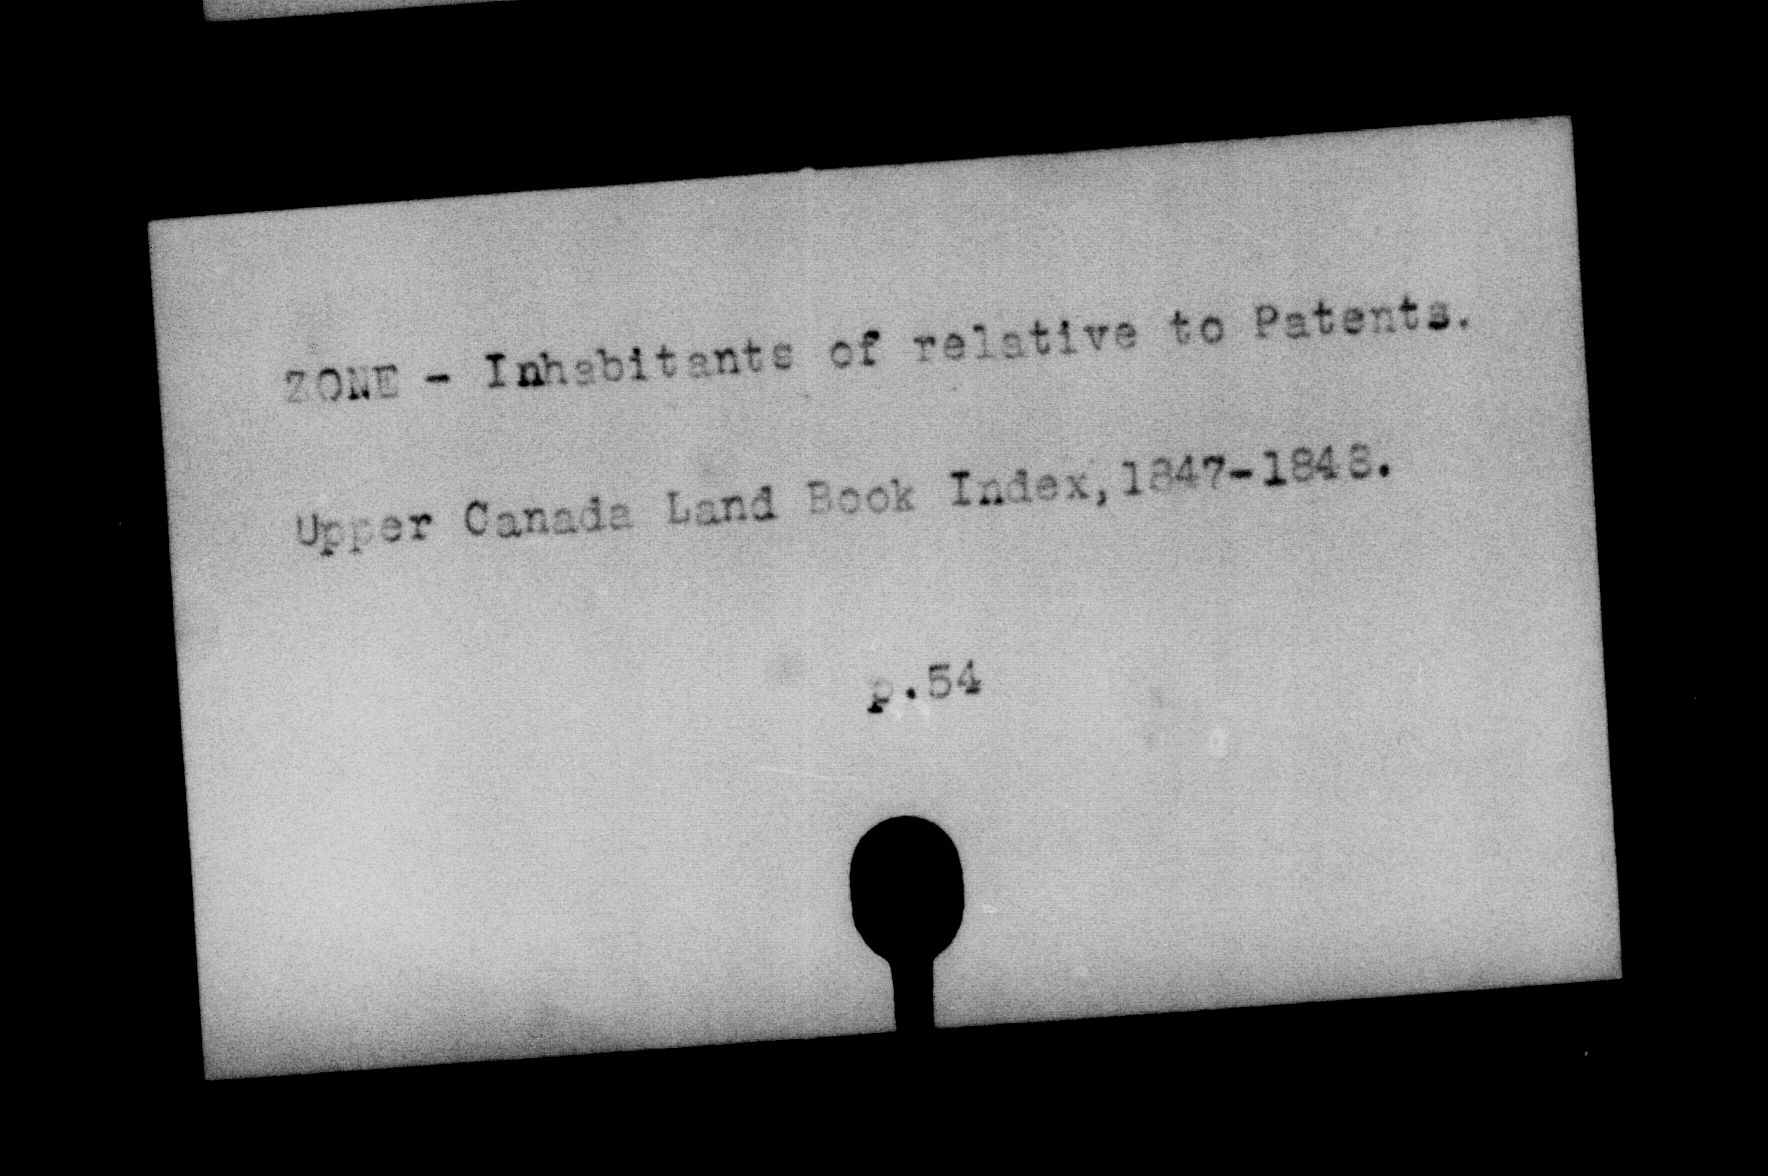 ZONE - Inhabitants of relative to Patents.
Upper Canada Land Book Index,1847-1848.
p.54